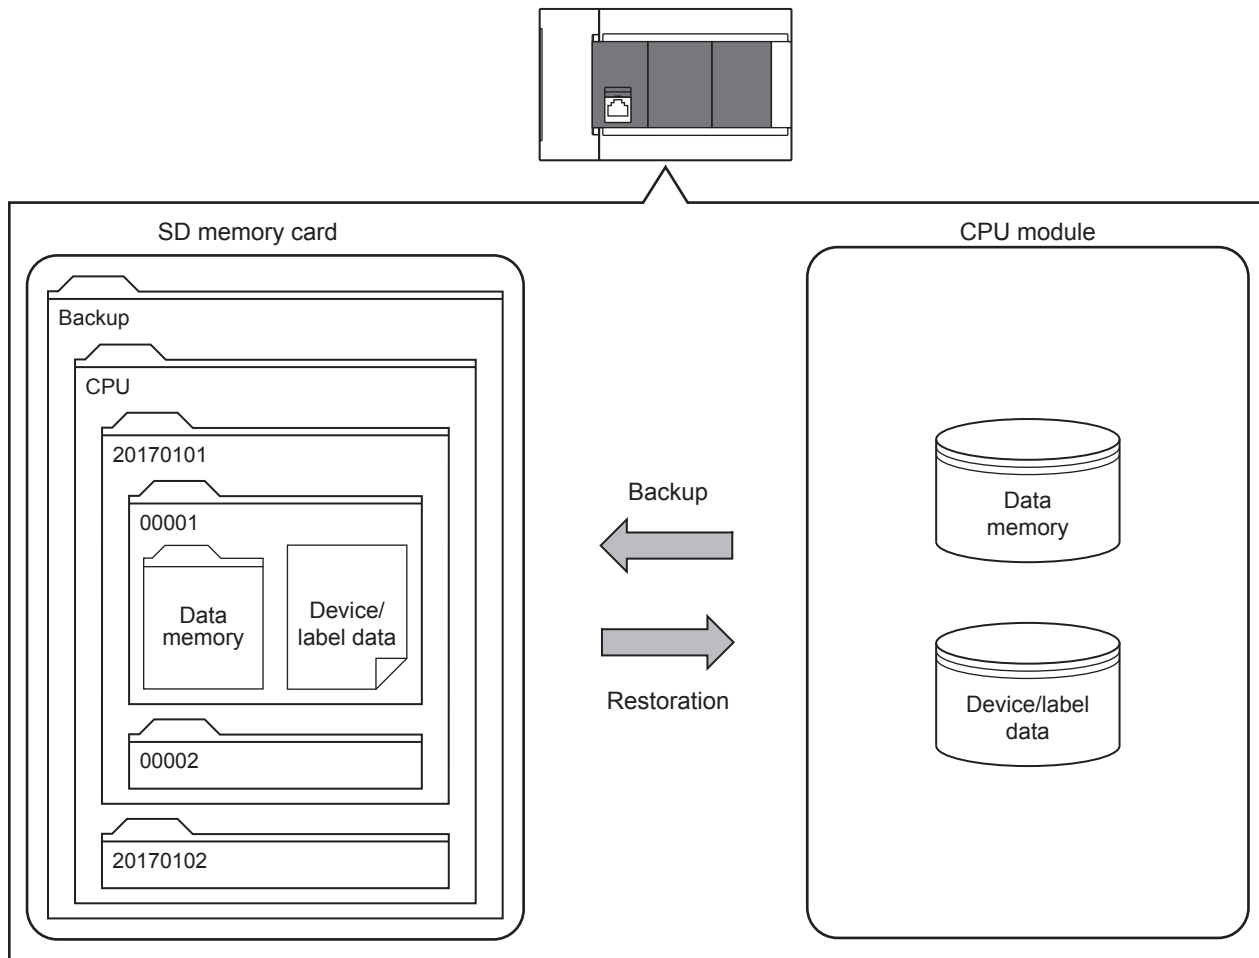 SD memory card
CPU module
Backup
CPU
20170101
00001
Data
memory
Device/
label data
00002
20170102
Backup
Restoration
Data
memory
Device/label
data